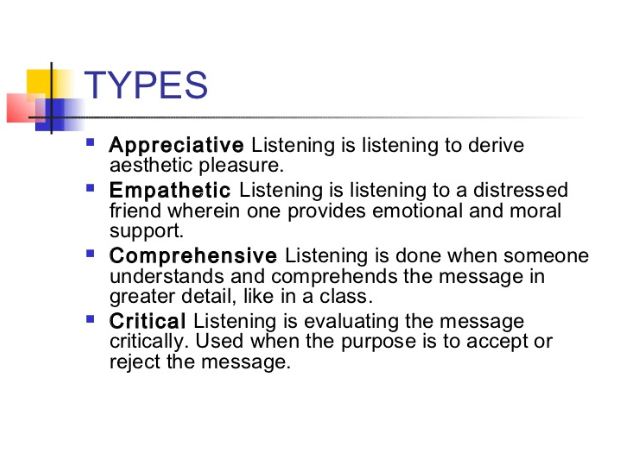 TYPES
Appreciative Listening is listening to derive
aesthetic pleasure.
Empathetic Listening is listening to a distressed
friend wherein one provides emotional and moral
support.
Comprehensive Listening is done when someone
understands and comprehends the message in
greater detail, like in a class.
Critical Listening is evaluating the message
critically. Used when the purpose is to accept or
reject the message.